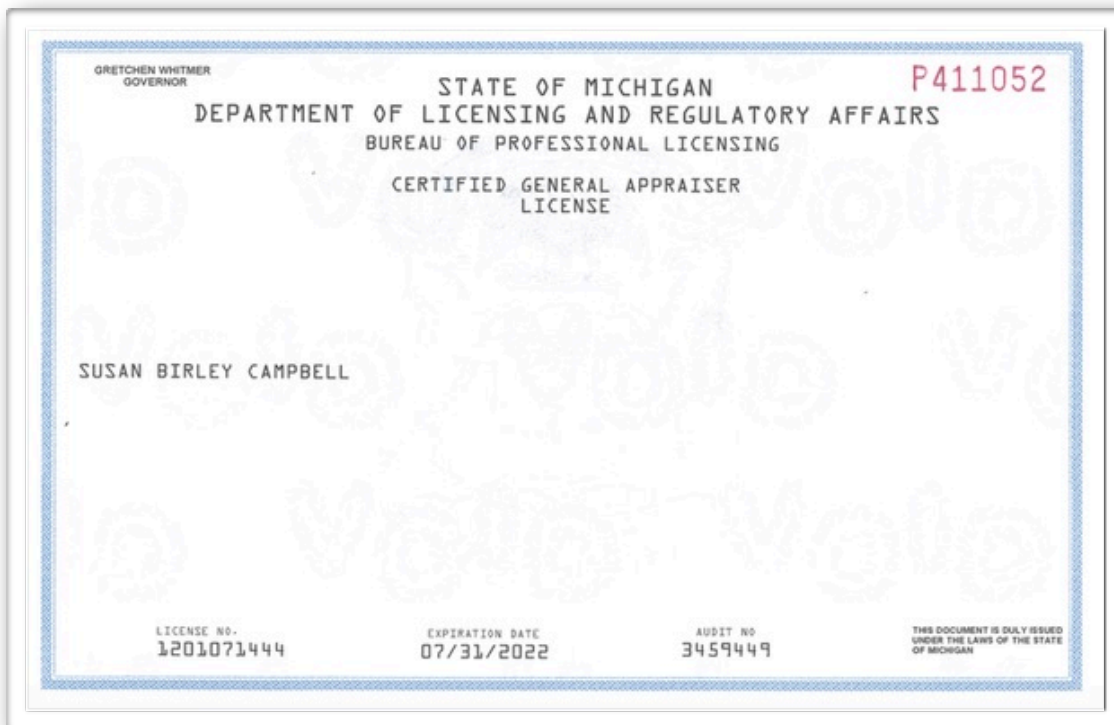 GRETCHEN WHITMER
GOVERNOR
P411052
STATE OF MICHIGAN
DEPARTMENT OF LICENSING AND REGULATORY AFFAIRS
BUREAU OF PROFESSIONAL LICENSING
CERTIFIED GENERAL APPRAISER
LICENSE
SUSAN BIRLEY CAMPBELL
LICENSE NO.
1201071444
EXPIRATION DATE
07/31/2022
AUDIT NO
3459449
THIS DOCUMENT IS DULY ISSUED
UNDER THE LAWS OF THE STATE
OF MICHIGAN